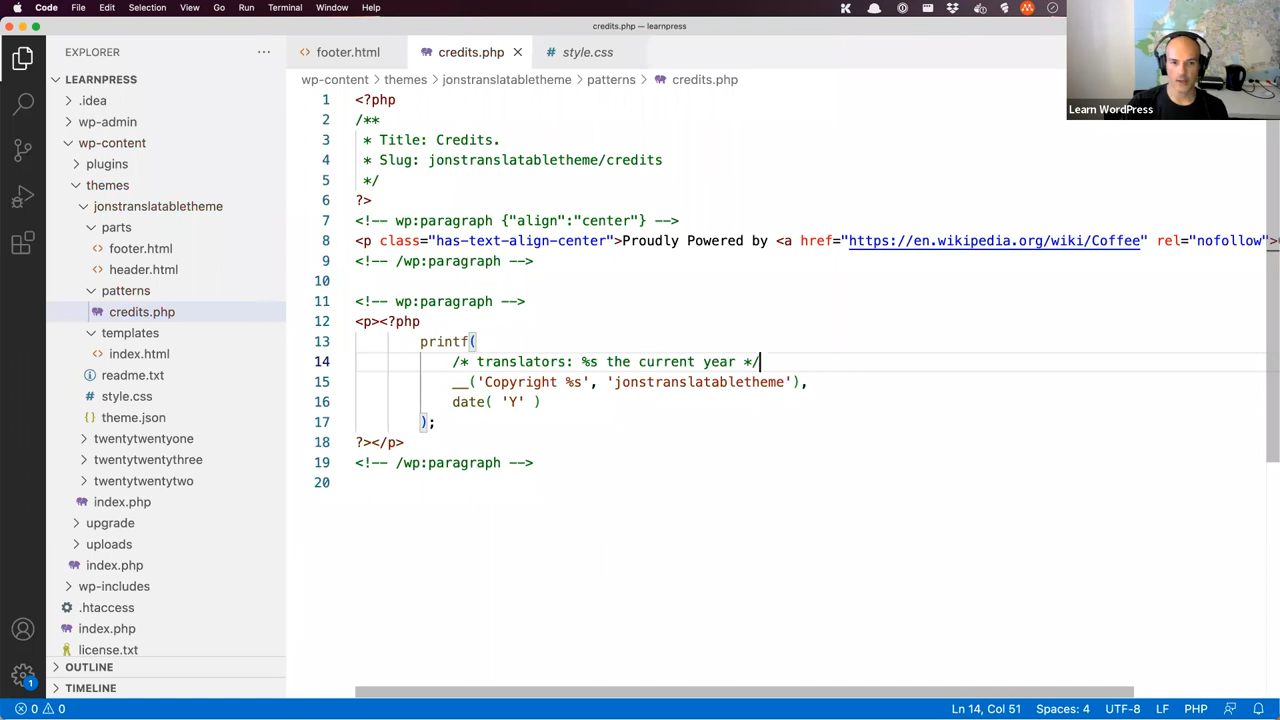 Code File Edit Selection View Go Run Terminal Window Help
credits.php — learnpress
EXPLORER
footer.html
credits.php
style.css
wp-content
themes
jonstranslatabletheme
patterns
credits.php
LEARNPRESS
.idea
wp-admin
wp-content
plugins
themes
jonstranslatabletheme
parts
footer.html
header.html
patterns
credits.php
templates
index.html
readme.txt
style.css
theme.json
twentytwentyone
twentytwentythree
twentytwentytwo
index.php
upgrade
uploads
index.php
wp-includes
.htaccess
index.php
license.txt
OUTLINE
TIMELINE
1 <?php
2 /**
3 * Title: Credits.
4 * Slug: jonstranslatabletheme/credits
5 */
6 ?>
7 <!-- wp:paragraph {"align":"center"} -->
8 <p class="has-text-align-center">Proudly Powered by <a href="https://en.wikipedia.org/wiki/Coffee" rel="nofollow">
9 <!-- /wp:paragraph -->
10
11 <!-- wp:paragraph -->
12 <p><?php
13 printf(
14 /* translators: %s the current year */
15 __('Copyright %s', 'jonstranslatabletheme'),
16 date( 'Y' )
17 );
18 ?></p>
19 <!-- /wp:paragraph -->
20
Learn WordPress
1
0 0
Ln 14, Col 51 Spaces: 4 UTF-8 LF PHP